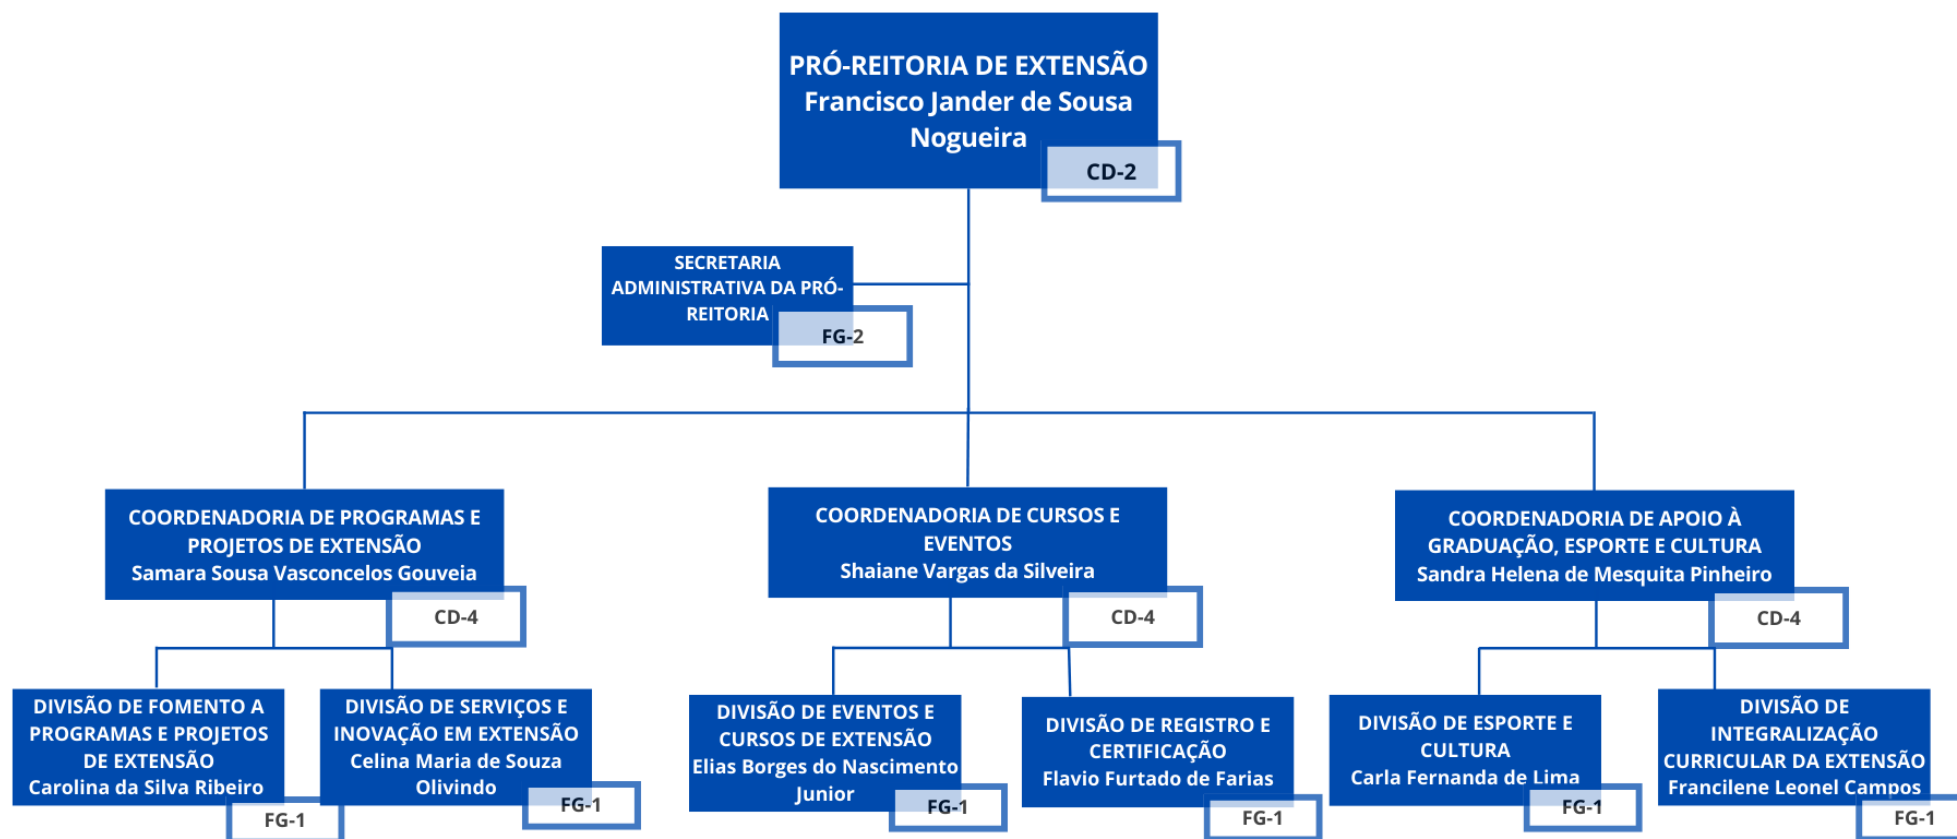 PRÓ-REITORIA DE EXTENSÃO
Francisco Jander de Sousa
Nogueira
CD-2
SECRETARIA
ADMINISTRATIVA DA PRÓ-
REITORIA
FG-2
COORDENADORIA DE PROGRAMAS E
PROJETOS DE EXTENSÃO
Samara Sousa Vasconcelos Gouveia
CD-4
COORDENADORIA DE CURSOS E
EVENTOS
Shaiane Vargas da Silveira
CD-4
COORDENADORIA DE APOIO À
GRADUAÇÃO, ESPORTE E CULTURA
Sandra Helena de Mesquita Pinheiro
CD-4
DIVISÃO DE FOMENTO A
PROGRAMAS E PROJETOS
DE EXTENSÃO
Carolina da Silva Ribeiro
FG-1
DIVISÃO DE SERVIÇOS E
INOVAÇÃO EM EXTENSÃO
Celina Maria de Souza
Olivindo
FG-1
DIVISÃO DE EVENTOS E
CURSOS DE EXTENSÃO
Elias Borges do Nascimento
Junior
FG-1
DIVISÃO DE REGISTRO E
CERTIFICAÇÃO
Flavio Furtado de Farias
FG-1
DIVISÃO DE ESPORTE E
CULTURA
Carla Fernanda de Lima
FG-1
DIVISÃO DE
INTEGRALIZAÇÃO
CURRICULAR DA EXTENSÃO
Francilene Leonel Campos
FG-1